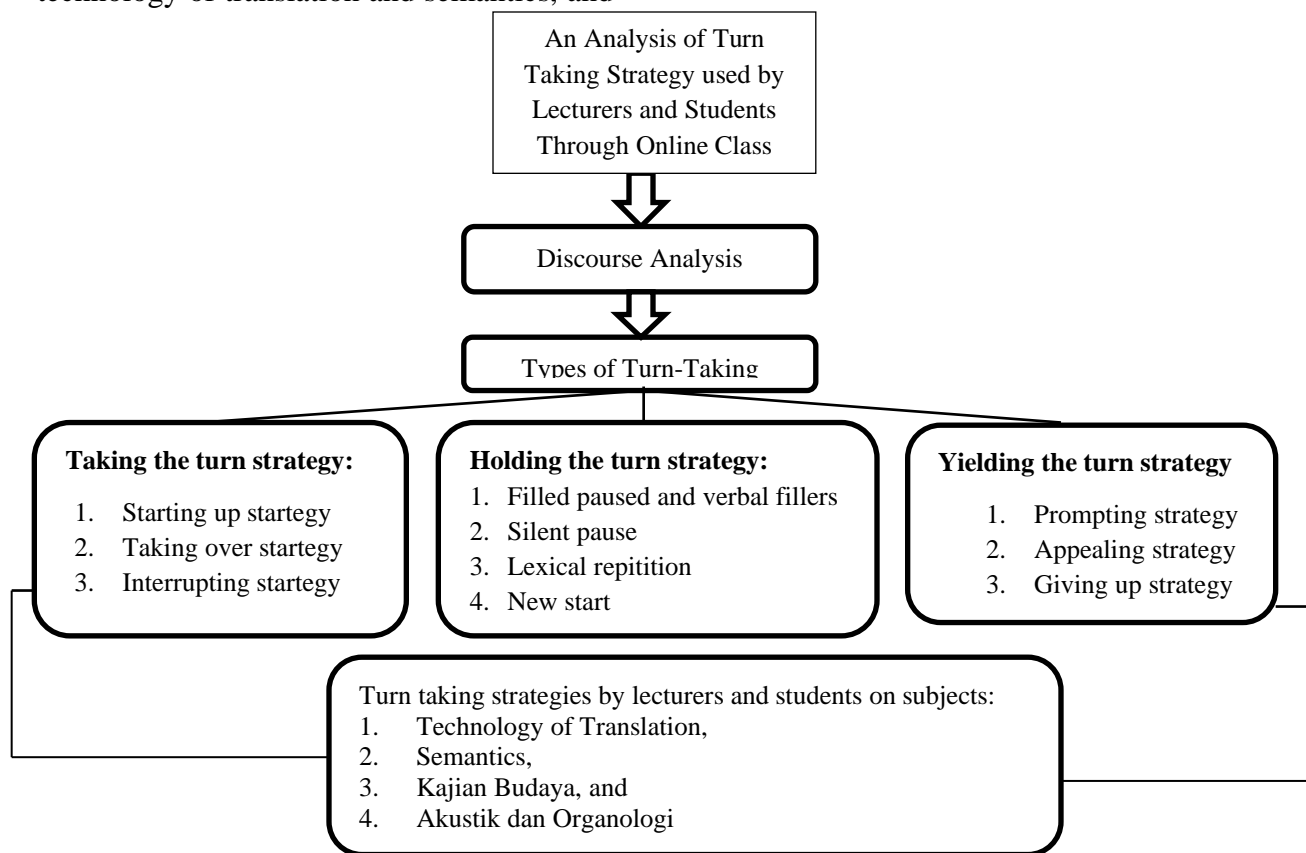 technology of translation and semantics, and
An Analysis of Turn
Taking Strategy used by
Lecturers and Students
Through Online Class
Discourse Analysis
Types of Turn-Taking
Taking the turn strategy:
1. Starting up startegy
2. Taking over startegy
3. Interrupting startegy
Holding the turn strategy:
1. Filled paused and verbal fillers
2. Silent pause
3. Lexical repitition
4. New start
Yielding the turn strategy
1. Prompting strategy
2. Appealing strategy
3. Giving up strategy
Turn taking strategies by lecturers and students on subjects:
1. Technology of Translation,
2. Semantics,
3. Kajian Budaya, and
4. Akustik dan Organologi